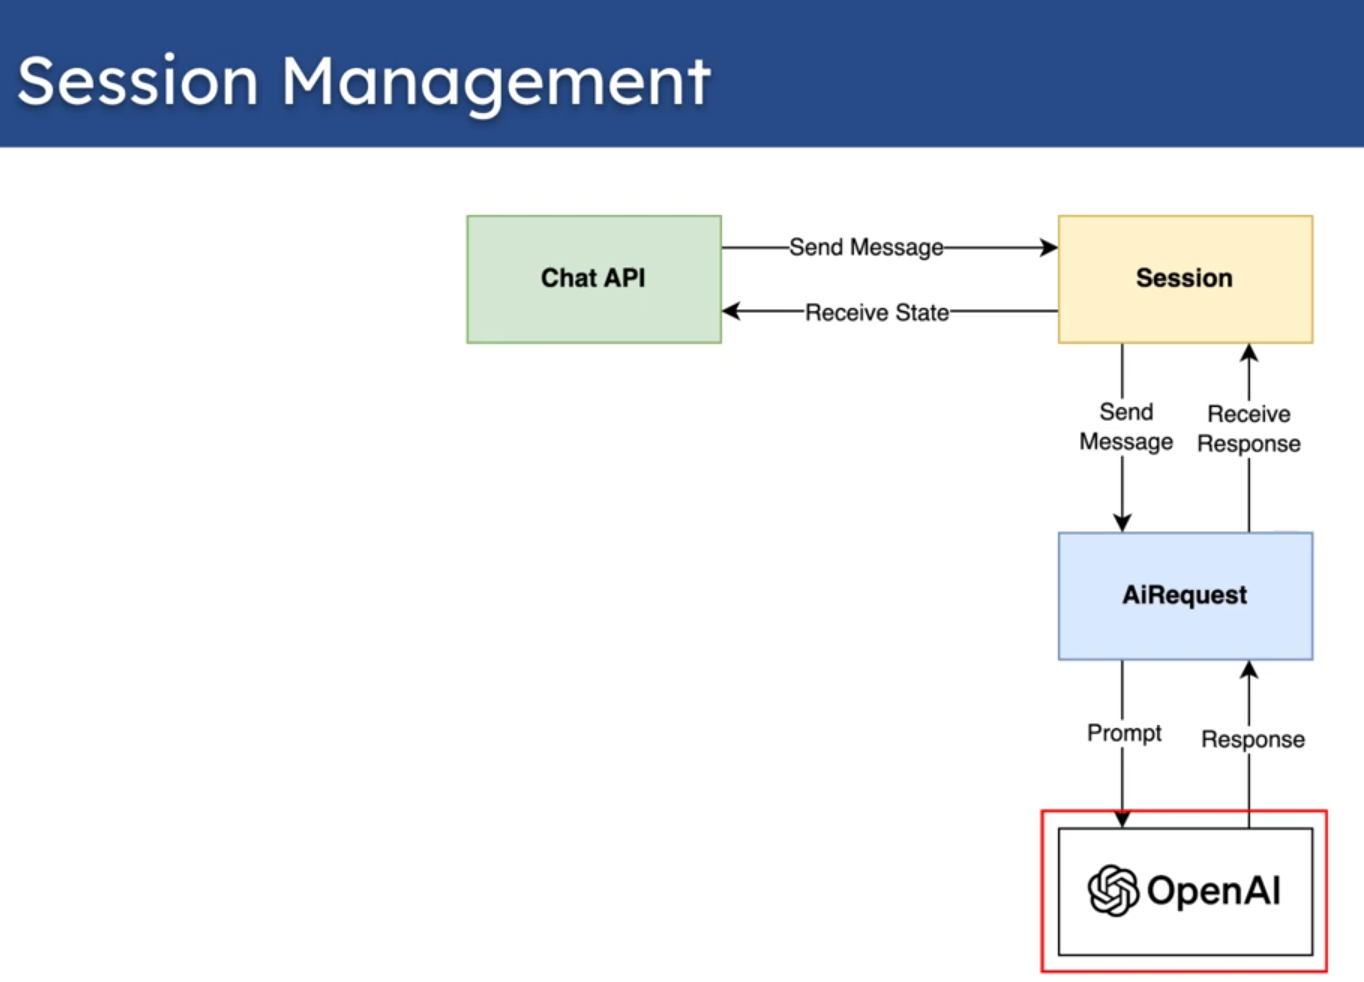 Session Management
Chat API
Send Message
Receive State
Session
Send
Message
Receive
Response
AiRequest
Prompt
Response
OpenAI